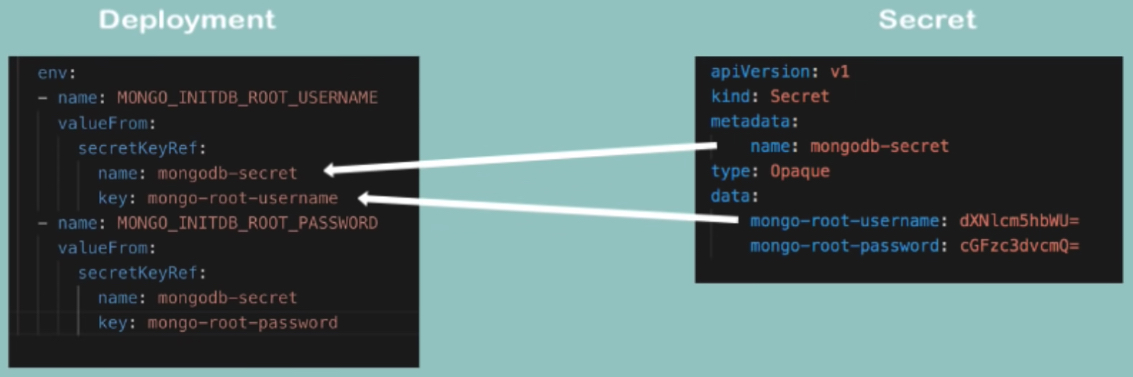 Deployment
env:
- name: MONGO_INITDB_ROOT_USERNAME
valueFrom:
secretKeyRef:
name: mongodb-secret
key: mongo-root-username
- name: MONGO_INITDB_ROOT_PASSWORD
valueFrom:
secretKeyRef:
name: mongodb-secret
key: mongo-root-password
Secret
apiVersion: v1
kind: Secret
metadata:
name: mongodb-secret
type: Opaque
data:
mongo-root-username: dXNlcm5hbWU=
mongo-root-password: cGFzc3dvcmQ=